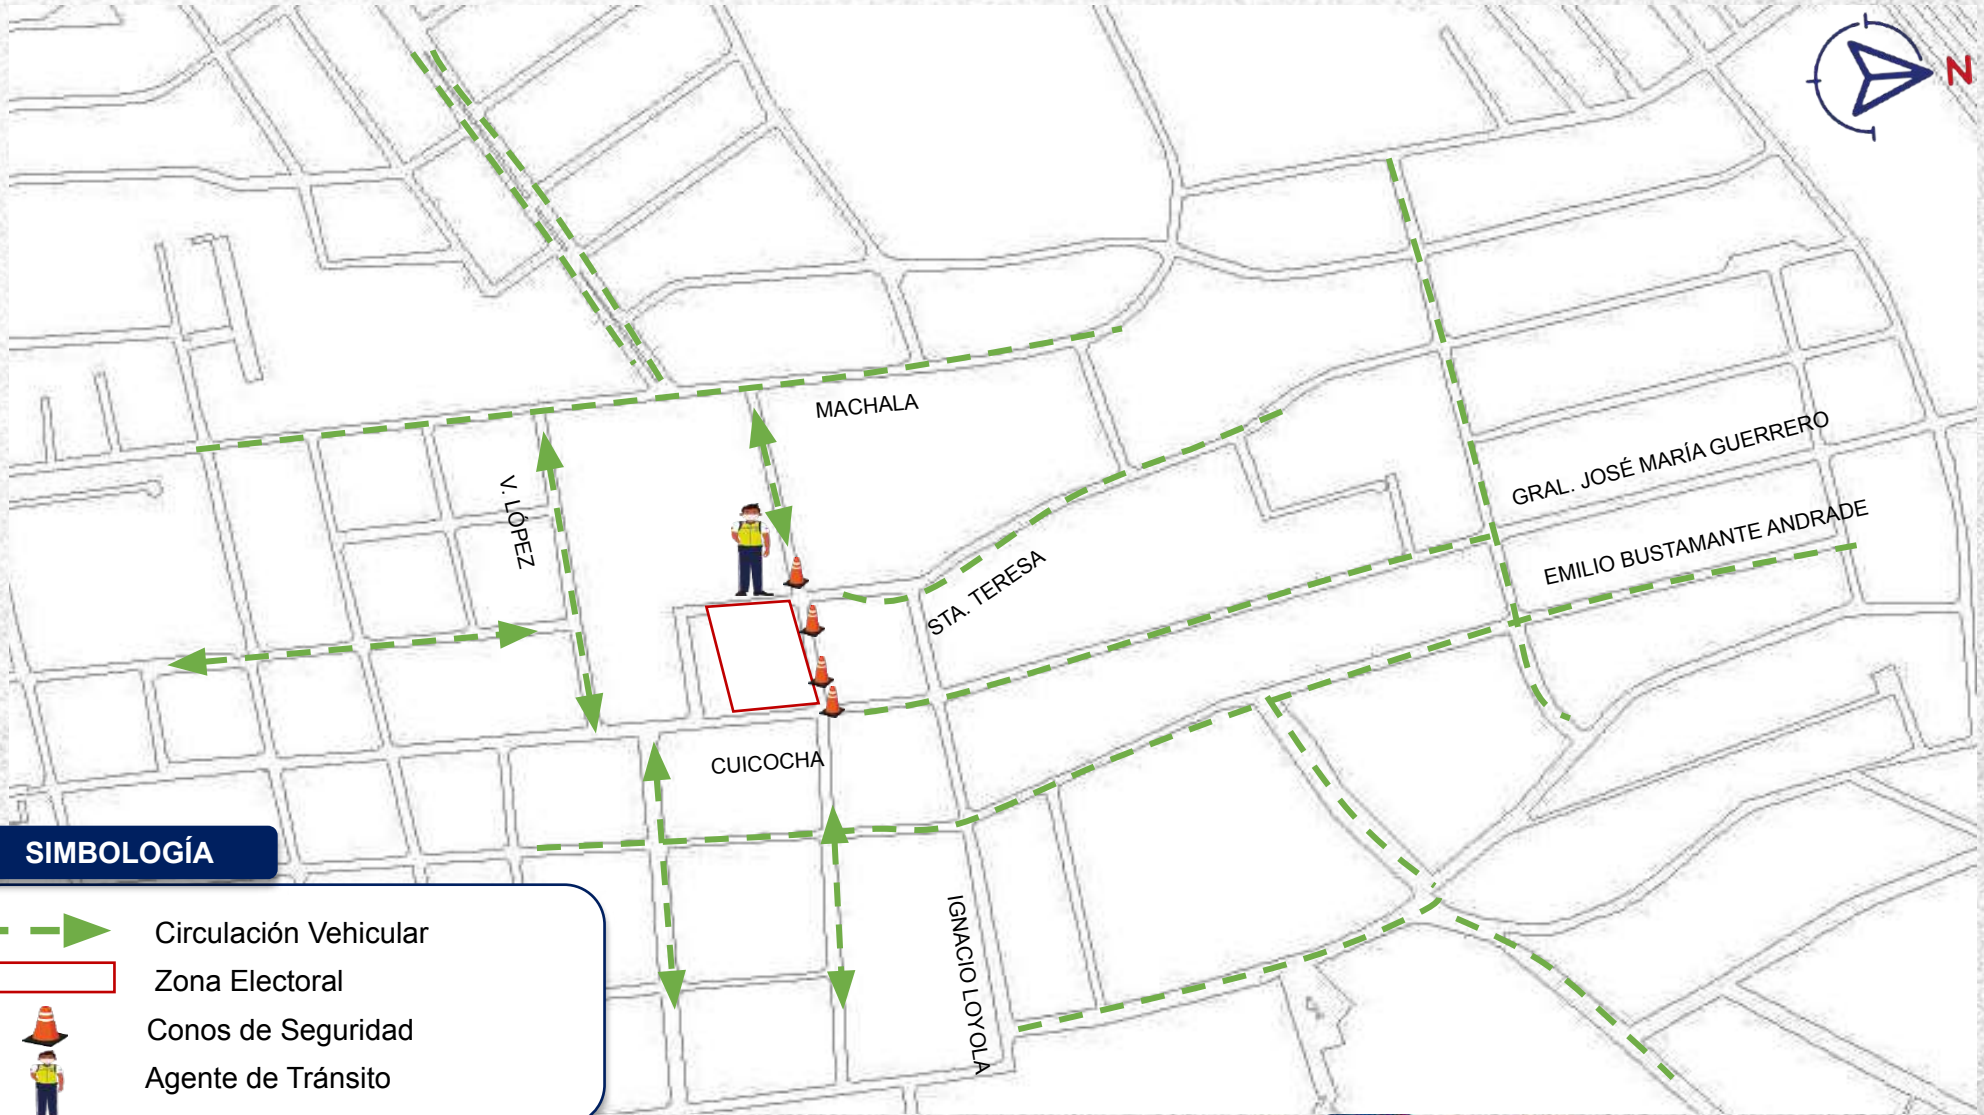 N
MACHALA
V. LÓPEZ
GRAL. JOSÉ MARÍA GUERRERO
EMILIO BUSTAMANTE ANDRADE
STA. TERESA
CUICOCHA
IGNACIO LOYOLA
SIMBOLOGÍA
Circulación Vehicular
Zona Electoral
Conos de Seguridad
Agente de Tránsito